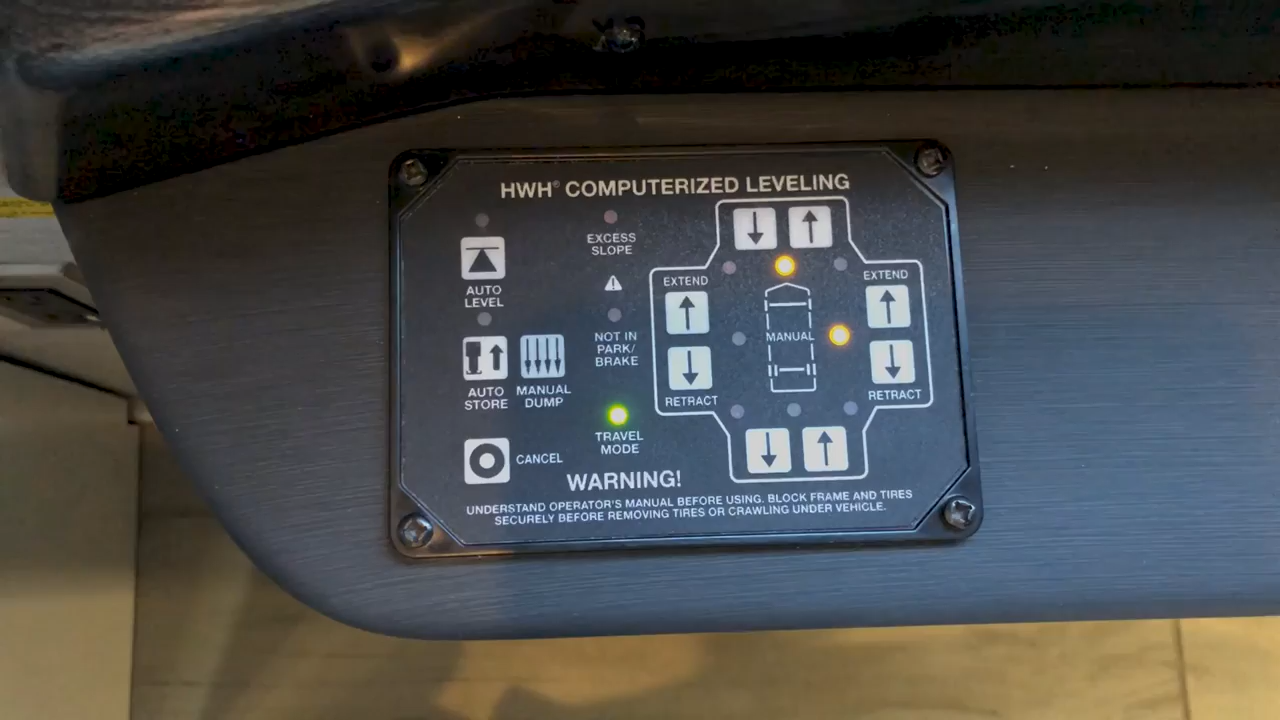 HWH® COMPUTERIZED LEVELING
AUTO
LEVEL
EXCESS
SLOPE
NOT IN
PARK/
BRAKE
AUTO
STORE
MANUAL
DUMP
TRAVEL
MODE
CANCEL
EXTEND
RETRACT
MANUAL
EXTEND
RETRACT
WARNING!
UNDERSTAND OPERATOR'S MANUAL BEFORE USING. BLOCK FRAME AND TIRES
SECURELY BEFORE REMOVING TIRES OR CRAWLING UNDER VEHICLE.